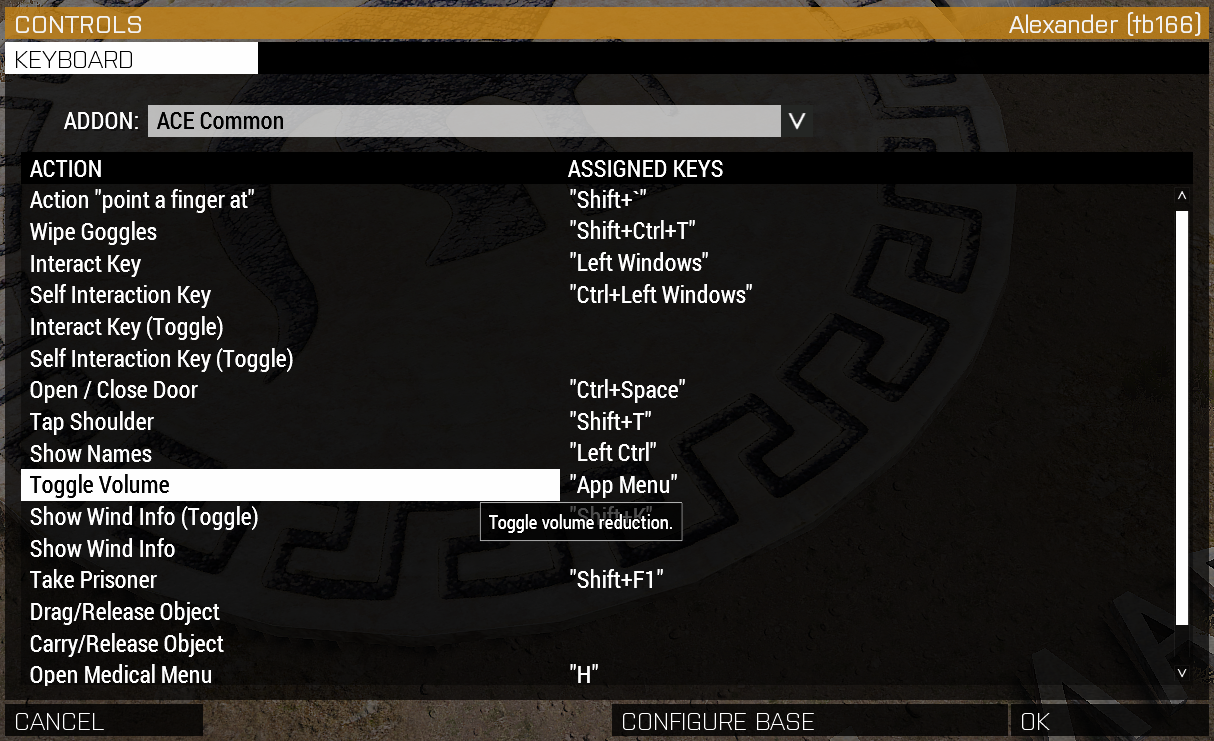 CONTROLS Alexander (tb166)
KEYBOARD
ADDON: ACE Common
ACTION ASSIGNED KEYS
Action "point a finger at" "Shift+`"
Wipe Goggles "Shift+Ctrl+T"
Interact Key "Left Windows"
Self Interaction Key "Ctrl+Left Windows"
Interact Key (Toggle)
Self Interaction Key (Toggle)
Open / Close Door "Ctrl+Space"
Tap Shoulder "Shift+T"
Show Names "Left Ctrl"
Toggle Volume "App Menu"
Show Wind Info (Toggle) "Shift+K"
Toggle volume reduction.
Show Wind Info
Take Prisoner "Shift+F1"
Drag/Release Object
Carry/Release Object
Open Medical Menu "H"
CANCEL CONFIGURE BASE OK